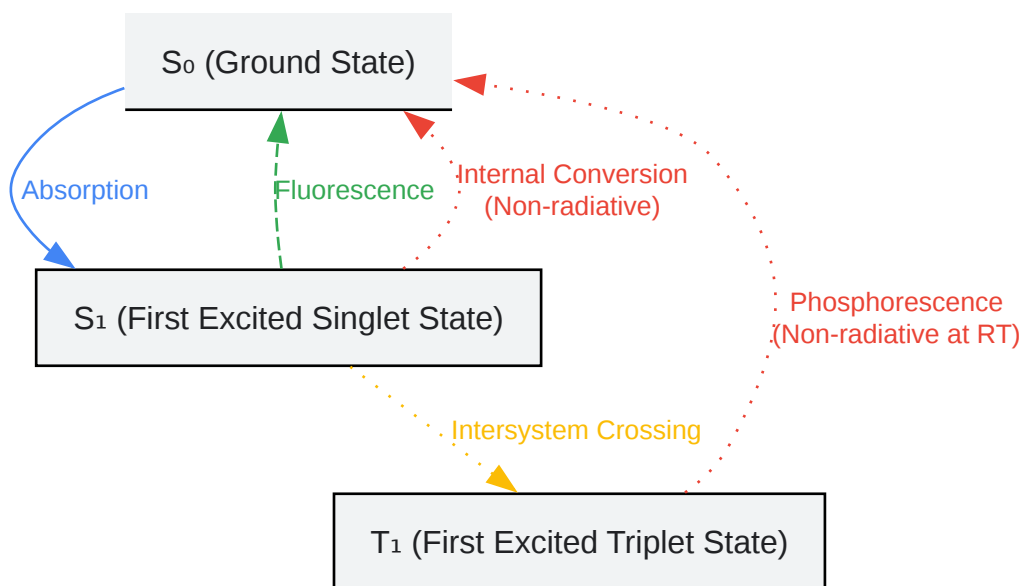 S₀ (Ground State)
Absorption
Fluorescence
Internal Conversion
(Non-radiative)
S₁ (First Excited Singlet State)
Phosphorescence
(Non-radiative at RT)
Intersystem Crossing
T₁ (First Excited Triplet State)